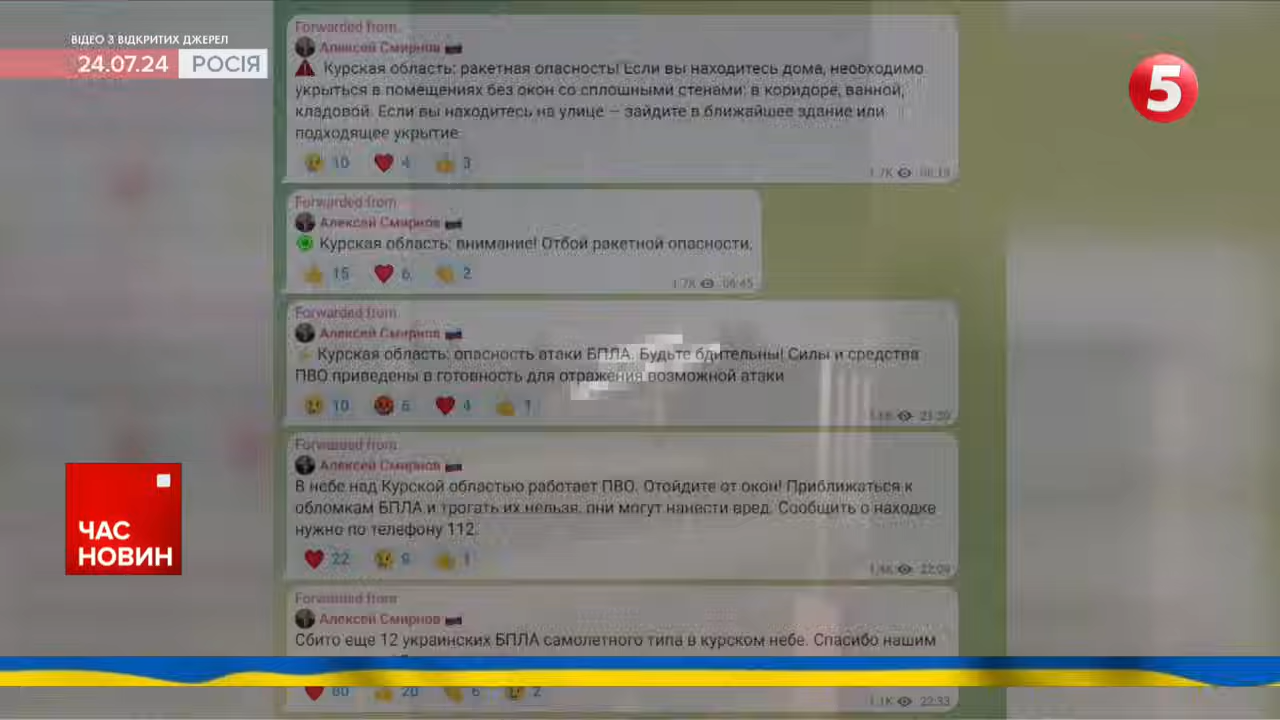 ВІДЕО З ВІДКРИТИХ ДЖЕРЕЛ
24.07.24 РОСІЯ
5
Forwarded from
Алексей Смирнов
Курская область: ракетная опасность! Если вы находитесь дома, необходимо
укрыться в помещениях без окон со сплошными стенами: в коридоре, ванной,
кладовой. Если вы находитесь на улице – зайдите в ближайшее здание или
подходящее укрытие.
10 4 3
1.7K
Forwarded from
Алексей Смирнов
Курская область: внимание! Отбой ракетной опасности.
15 6 2
1.7K 06:45
Forwarded from
Алексей Смирнов
Курская область: опасность атаки БПЛА. Будьте бдительны! Силы и средства
ПВО приведены в готовность для отражения возможной атаки
10 6 4 1
Forwarded from
Алексей Смирнов
В небе над Курской областью работает ПВО. Отойдите от окон! Приближаться к
обломкам БПЛА и трогать их нельзя, они могут нанести вред. Сообщить о находке
нужно по телефону 112.
22 9 1
1.4K 22:09
Forwarded from
Алексей Смирнов
Сбито еще 12 украинских БПЛА самолетного типа в курском небе. Спасибо нашим
80 20 6 2
1.1K 22:33
ЧАС
НОВИН